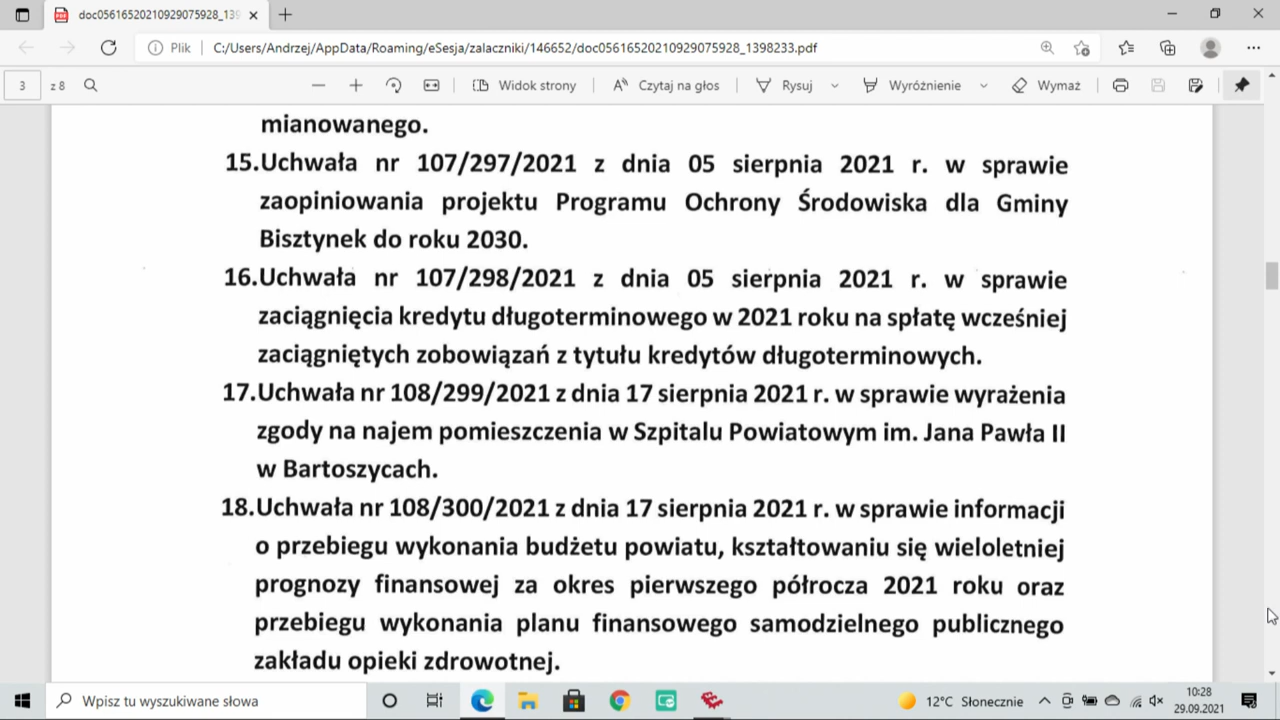 doc05616520210929075928_139
Plik
C:/Users/Andrzej/AppData/Roaming/eSesja/zalaczniki/146652/doc05616520210929075928_1398233.pdf
3 z 8 Widok strony Czytaj na głos Rysuj Wyróżnienie Wymaż
mianowanego.
15.Uchwała nr 107/297/2021 z dnia 05 sierpnia 2021 r. w sprawie
zaopiniowania projektu Programu Ochrony Środowiska dla Gminy
Bisztynek do roku 2030.
16.Uchwała nr 107/298/2021 z dnia 05 sierpnia 2021 r. w sprawie
zaciągnięcia kredytu długoterminowego w 2021 roku na spłatę wcześniej
zaciągniętych zobowiązań z tytułu kredytów długoterminowych.
17.Uchwała nr 108/299/2021 z dnia 17 sierpnia 2021 r. w sprawie wyrażenia
zgody na najem pomieszczenia w Szpitalu Powiatowym im. Jana Pawła II
w Bartoszycach.
18.Uchwała nr 108/300/2021 z dnia 17 sierpnia 2021 r. w sprawie informacji
o przebiegu wykonania budżetu powiatu, kształtowaniu się wieloletniej
prognozy finansowej za okres pierwszego półrocza 2021 roku oraz
przebiegu wykonania planu finansowego samodzielnego publicznego
zakładu opieki zdrowotnej.
Wpisz tu wyszukiwane słowa
12°C Słonecznie
10:28
29.09.2021